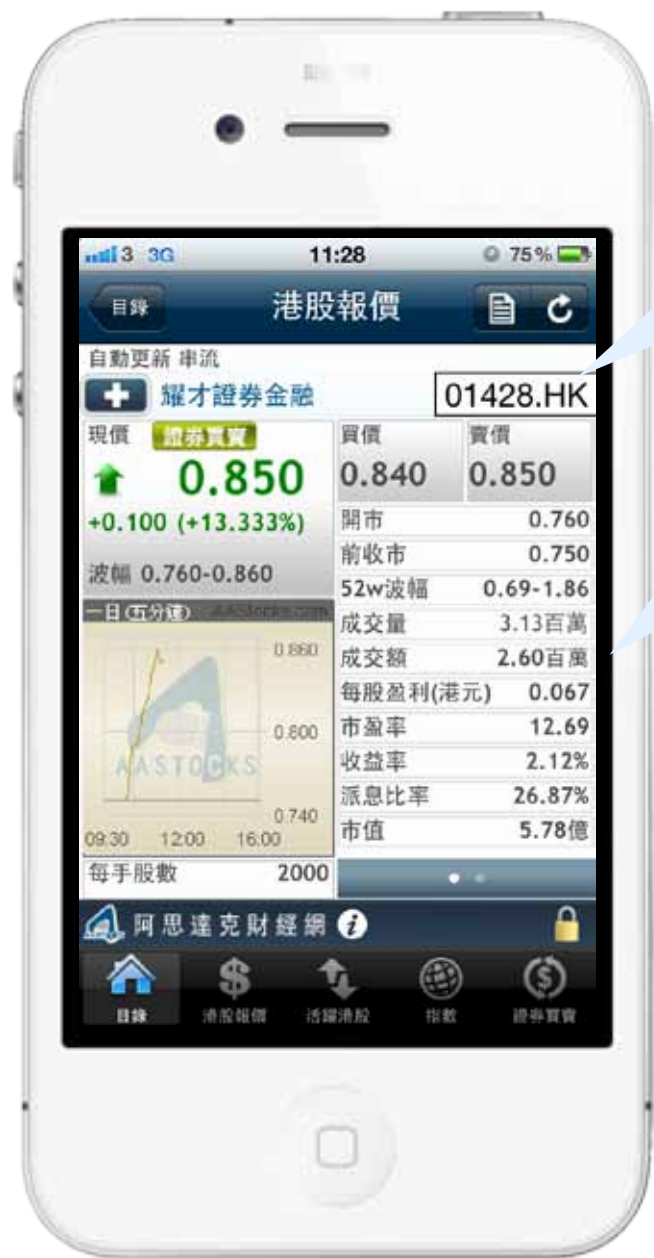 3 3G 11:28 75%
目錄 港股報價
自動更新 串流
耀才證券金融 01428.HK
現價 證券買賣
0.850
+0.100 (+13.333%)
波幅 0.760-0.860
買價 賣價
0.840 0.850
開市 0.760
前收市 0.750
52w波幅 0.69-1.86
成交量 3.13百萬
成交額 2.60百萬
每股盈利(港元) 0.067
市盈率 12.69
收益率 2.12%
派息比率 26.87%
市值 5.78億
一日(五分鐘) AAStocks.com
0.860
0.800
AASTOCKS
0.740
09:30 12:00 16:00
每手股數 2000
阿思達克財經網 i
目錄 港股報價 活躍港股 指數 證券買賣